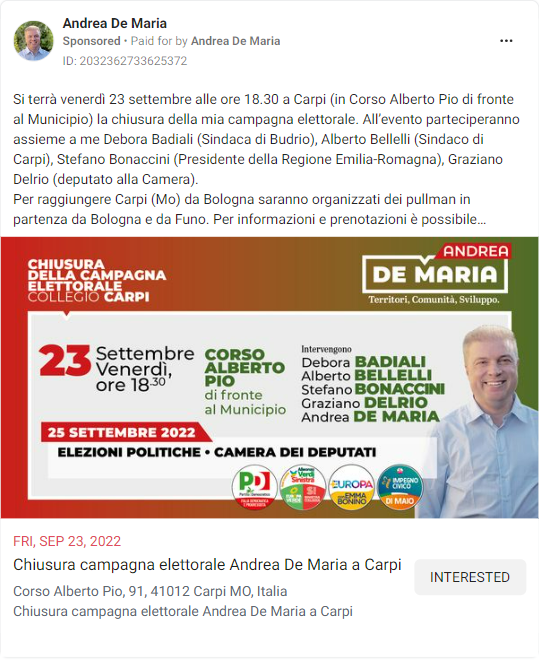 Andrea De Maria
Sponsored • Paid for by Andrea De Maria
ID: 2032362733625372
Si terrà venerdì 23 settembre alle ore 18.30 a Carpi (in Corso Alberto Pio di fronte
al Municipio) la chiusura della mia campagna elettorale. All'evento parteciperanno
assieme a me Debora Badiali (Sindaca di Budrio), Alberto Bellelli (Sindaco di
Carpi), Stefano Bonaccini (Presidente della Regione Emilia-Romagna), Graziano
Delrio (deputato alla Camera).
Per raggiungere Carpi (Mo) da Bologna saranno organizzati dei pullman in
partenza da Bologna e da Funo. Per informazioni e prenotazioni è possibile...
CHIUSURA
DELLA CAMPAGNA
ELETTORALE
COLLEGIO CARPI
ANDREA
DE MARIA
Territori, Comunità, Sviluppo.
23 Settembre
Venerdì,
ore 18.30
CORSO
ALBERTO
PIO
di fronte
al Municipio
Intervengono
Debora BADIALI
Alberto BELLELLI
Stefano BONACCINI
Graziano DELRIO
Andrea DE MARIA
25 SETTEMBRE 2022
ELEZIONI POLITICHE • CAMERA DEI DEPUTATI
PD
Partito Democratico
Alleanza
Verdi
Sinistra
SI
+EUROPA
CON EMMA
BONINO
IMPEGNO
CIVICO
DI MAIO
FRI, SEP 23, 2022
Chiusura campagna elettorale Andrea De Maria a Carpi
INTERESTED
Corso Alberto Pio, 91, 41012 Carpi MO, Italia
Chiusura campagna elettorale Andrea De Maria a Carpi